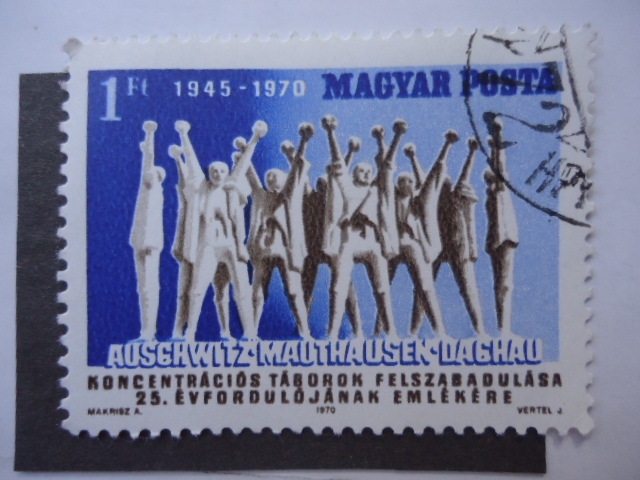 1 Ft 1945-1970 MAGYAR POSTA
AUSCHWITZ·MAUTHAUSEN·DACHAU
KONCENTRÁCIÓS TÁBOROK FELSZABADULÁSA
25. ÉVFORDULÓJÁNAK EMLÉKÉRE
MAKRISZ A. 1970 VERTEL J.